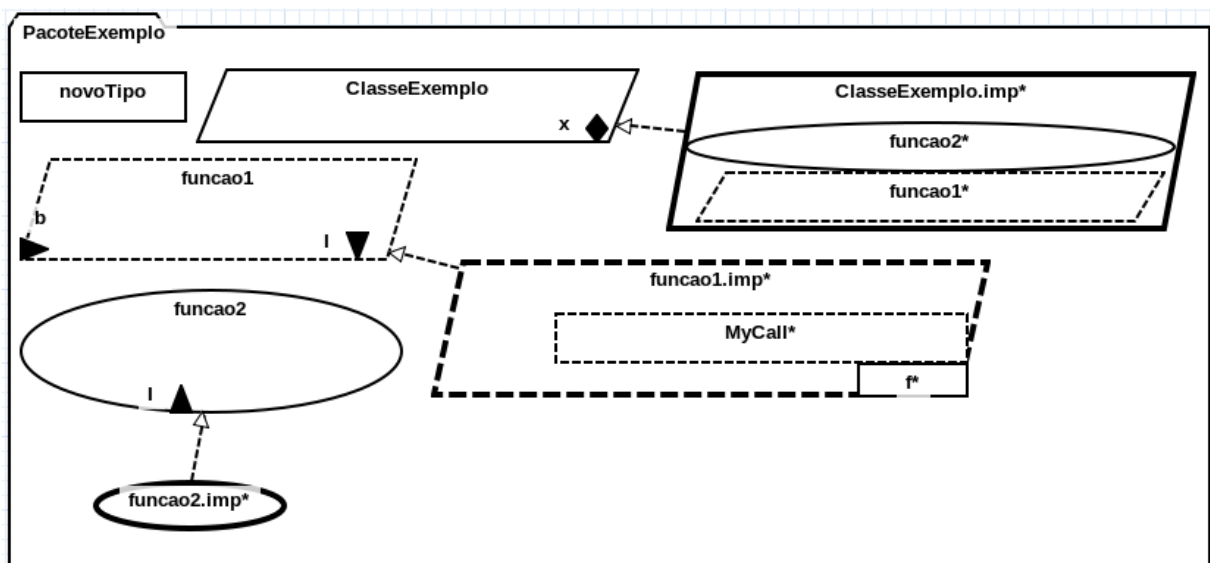 PacoteExemplo
novoTipo
ClasseExemplo
x
ClasseExemplo.imp*
funcao2*
funcao1*
funcao1
b
I
funcao1.imp*
MyCall*
f*
funcao2
I
funcao2.imp*